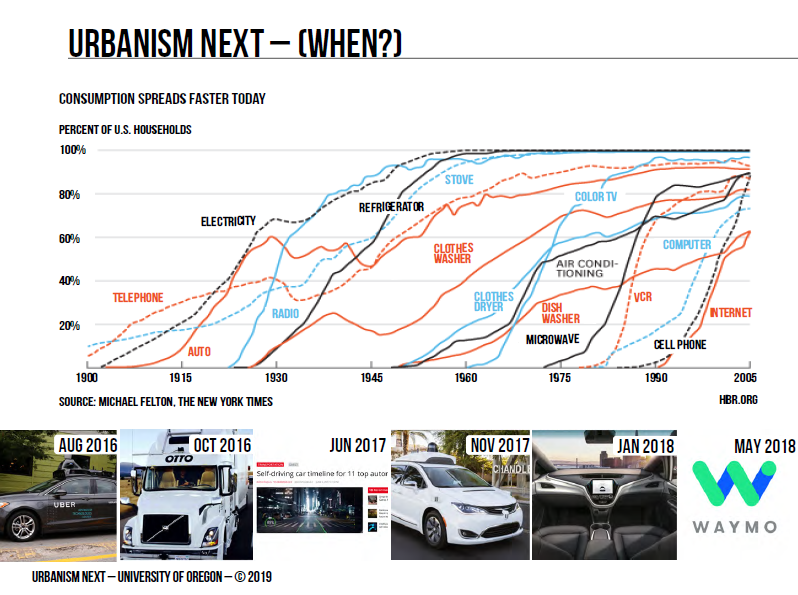 URBANISM NEXT – (WHEN?)
CONSUMPTION SPREADS FASTER TODAY
PERCENT OF U.S. HOUSEHOLDS
100%
80%
60%
40%
20%
STOVE
COLOR TV
REFRIGERATOR
ELECTRICITY
CLOTHES
WASHER
COMPUTER
AIR CONDI-
TIONING
TELEPHONE
CLOTHES
DRYER
VCR
RADIO
DISH
WASHER
INTERNET
MICROWAVE
CELL PHONE
AUTO
1900
1915
1930
1945
1960
1975
1990
2005
SOURCE: MICHAEL FELTON, THE NEW YORK TIMES
HBR.ORG
AUG 2016
OCT 2016
JUN 2017
NOV 2017
JAN 2018
MAY 2018
UBER
OTTO
Self-driving car timeline for 11 top autor
CHANDLE
WAYMO
URBANISM NEXT – UNIVERSITY OF OREGON – © 2019